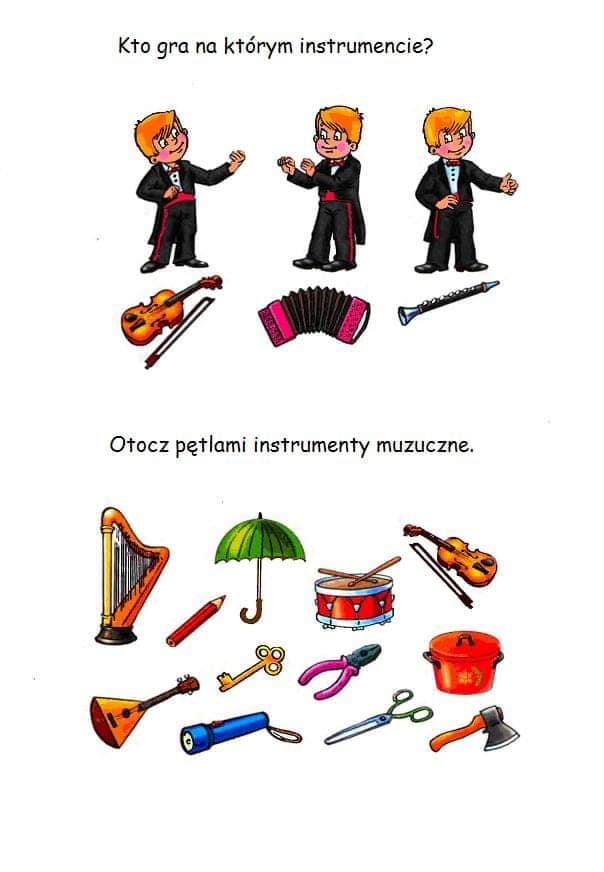 Kto gra na którym instrumencie?
Otocz pętlami instrumenty muzuczne.